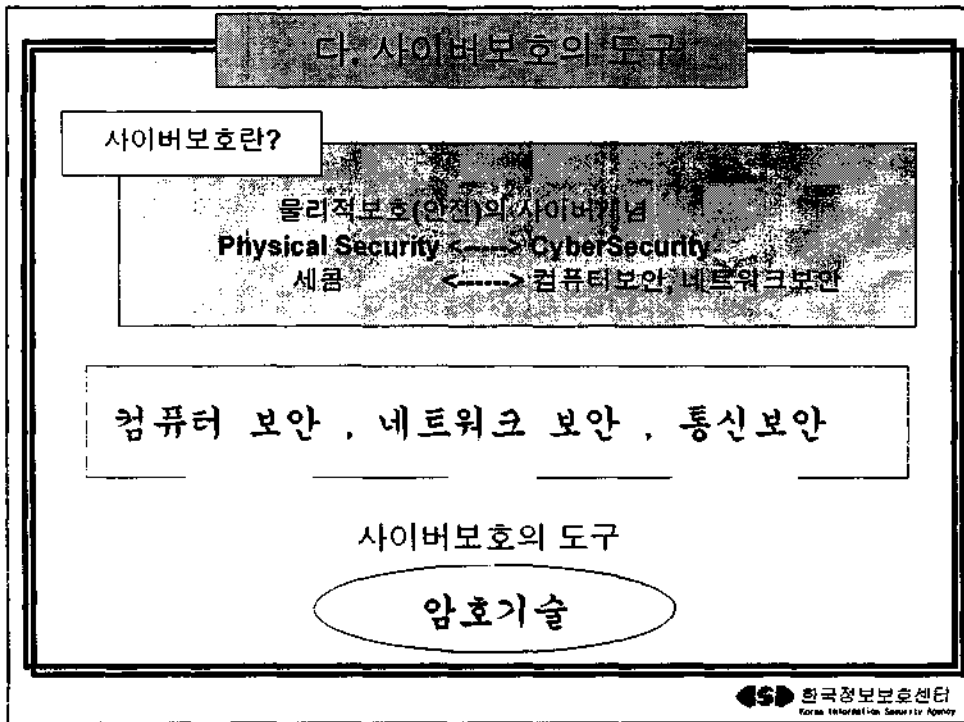 다. 사이버보호의 도구
사이버보호란?
물리적보호(안전)의 사이버개념
Physical Security <-----> CyberSecurity
세콤 <------> 컴퓨터보안, 네트워크보안
컴퓨터 보안 , 네트워크 보안 , 통신보안
사이버보호의 도구
암호기술
한국정보보호센터
Korea Information Security Agency